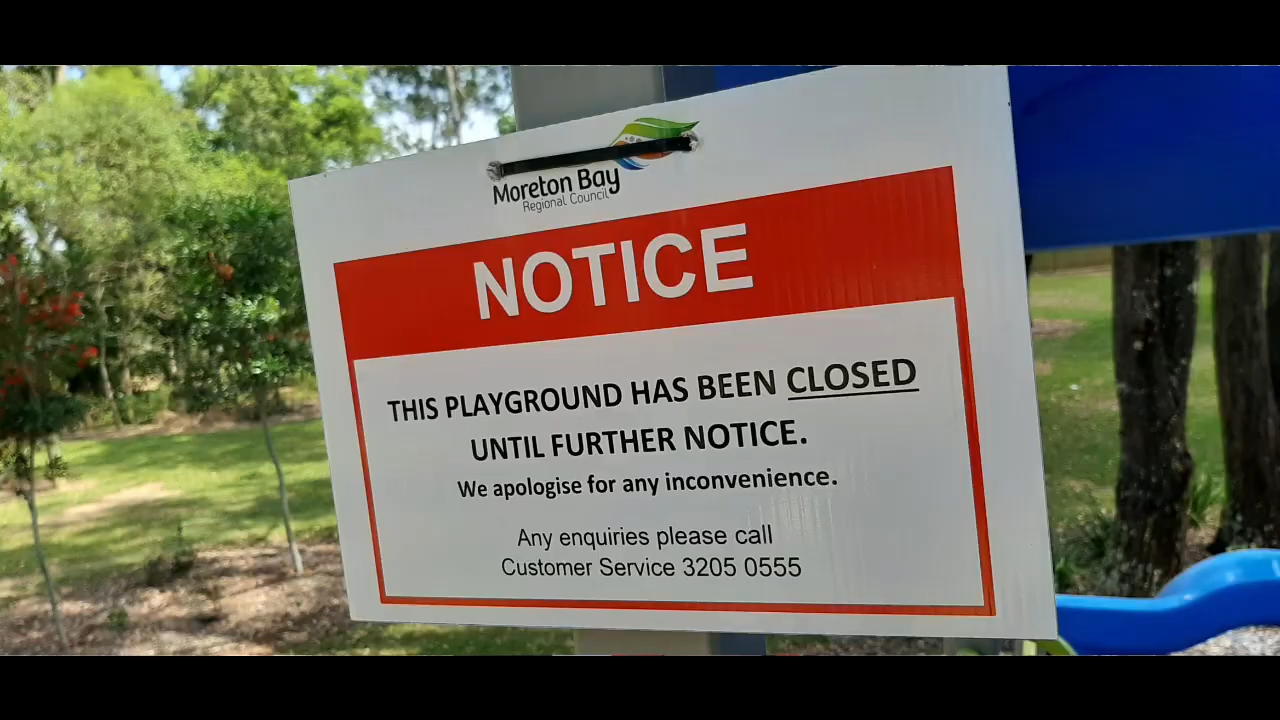 Moreton Bay
Regional Council
NOTICE
THIS PLAYGROUND HAS BEEN CLOSED
UNTIL FURTHER NOTICE.
We apologise for any inconvenience.
Any enquiries please call
Customer Service 3205 0555